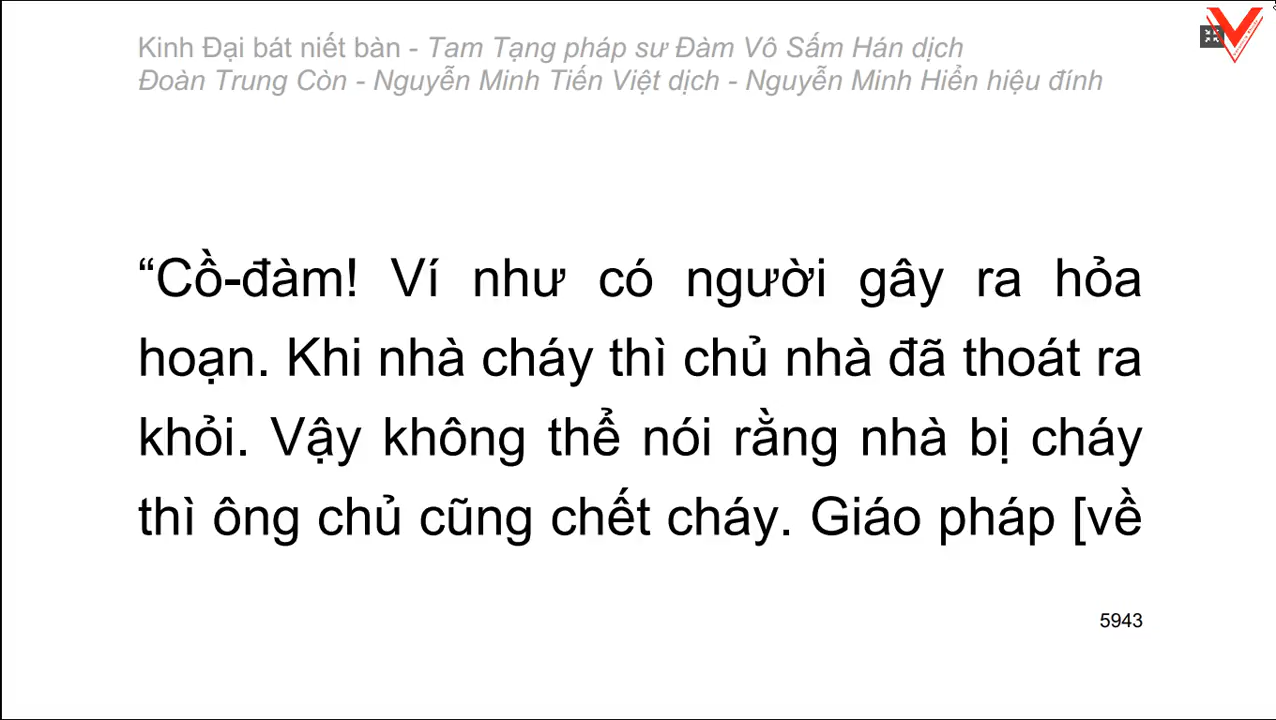 Kinh Đại bát niết bàn - Tam Tạng pháp sư Đàm Vô Sấm Hán dịch
Đoàn Trung Còn - Nguyễn Minh Tiến Việt dịch - Nguyễn Minh Hiển hiệu đính
“Cồ-đàm! Ví như có người gây ra hỏa
hoạn. Khi nhà cháy thì chủ nhà đã thoát ra
khỏi. Vậy không thể nói rằng nhà bị cháy
thì ông chủ cũng chết cháy. Giáo pháp [về
5943